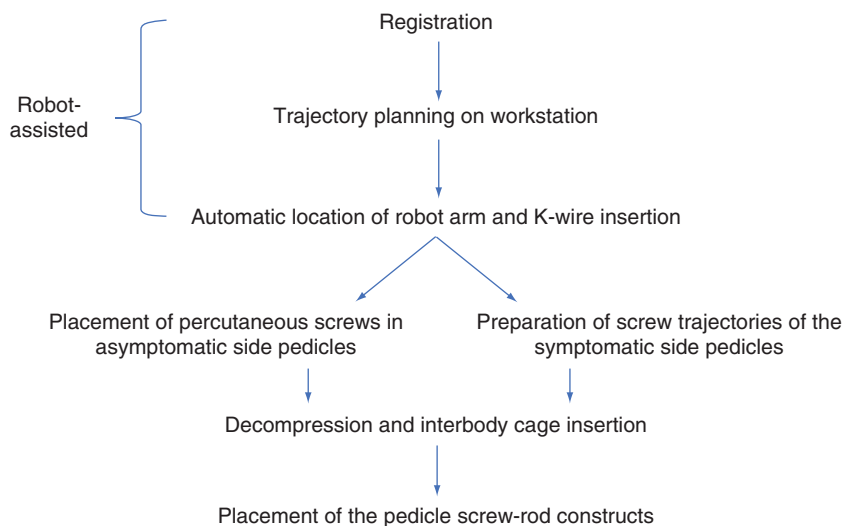 Registration
Robot-
assisted
Trajectory planning on workstation
Automatic location of robot arm and K-wire insertion
Placement of percutaneous screws in
asymptomatic side pedicles
Preparation of screw trajectories of the
symptomatic side pedicles
Decompression and interbody cage insertion
Placement of the pedicle screw-rod constructs